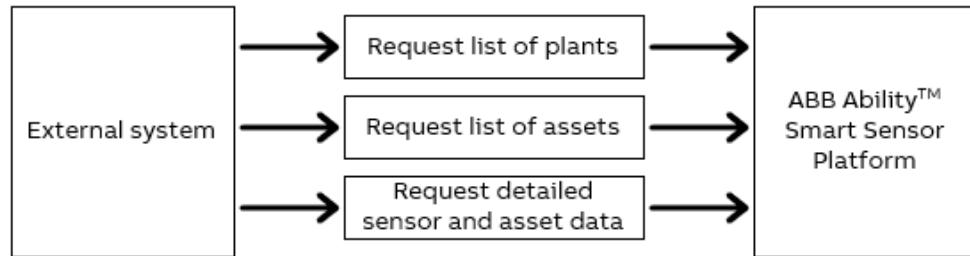 External system
Request list of plants
Request list of assets
Request detailed
sensor and asset data
ABB Ability™
Smart Sensor
Platform